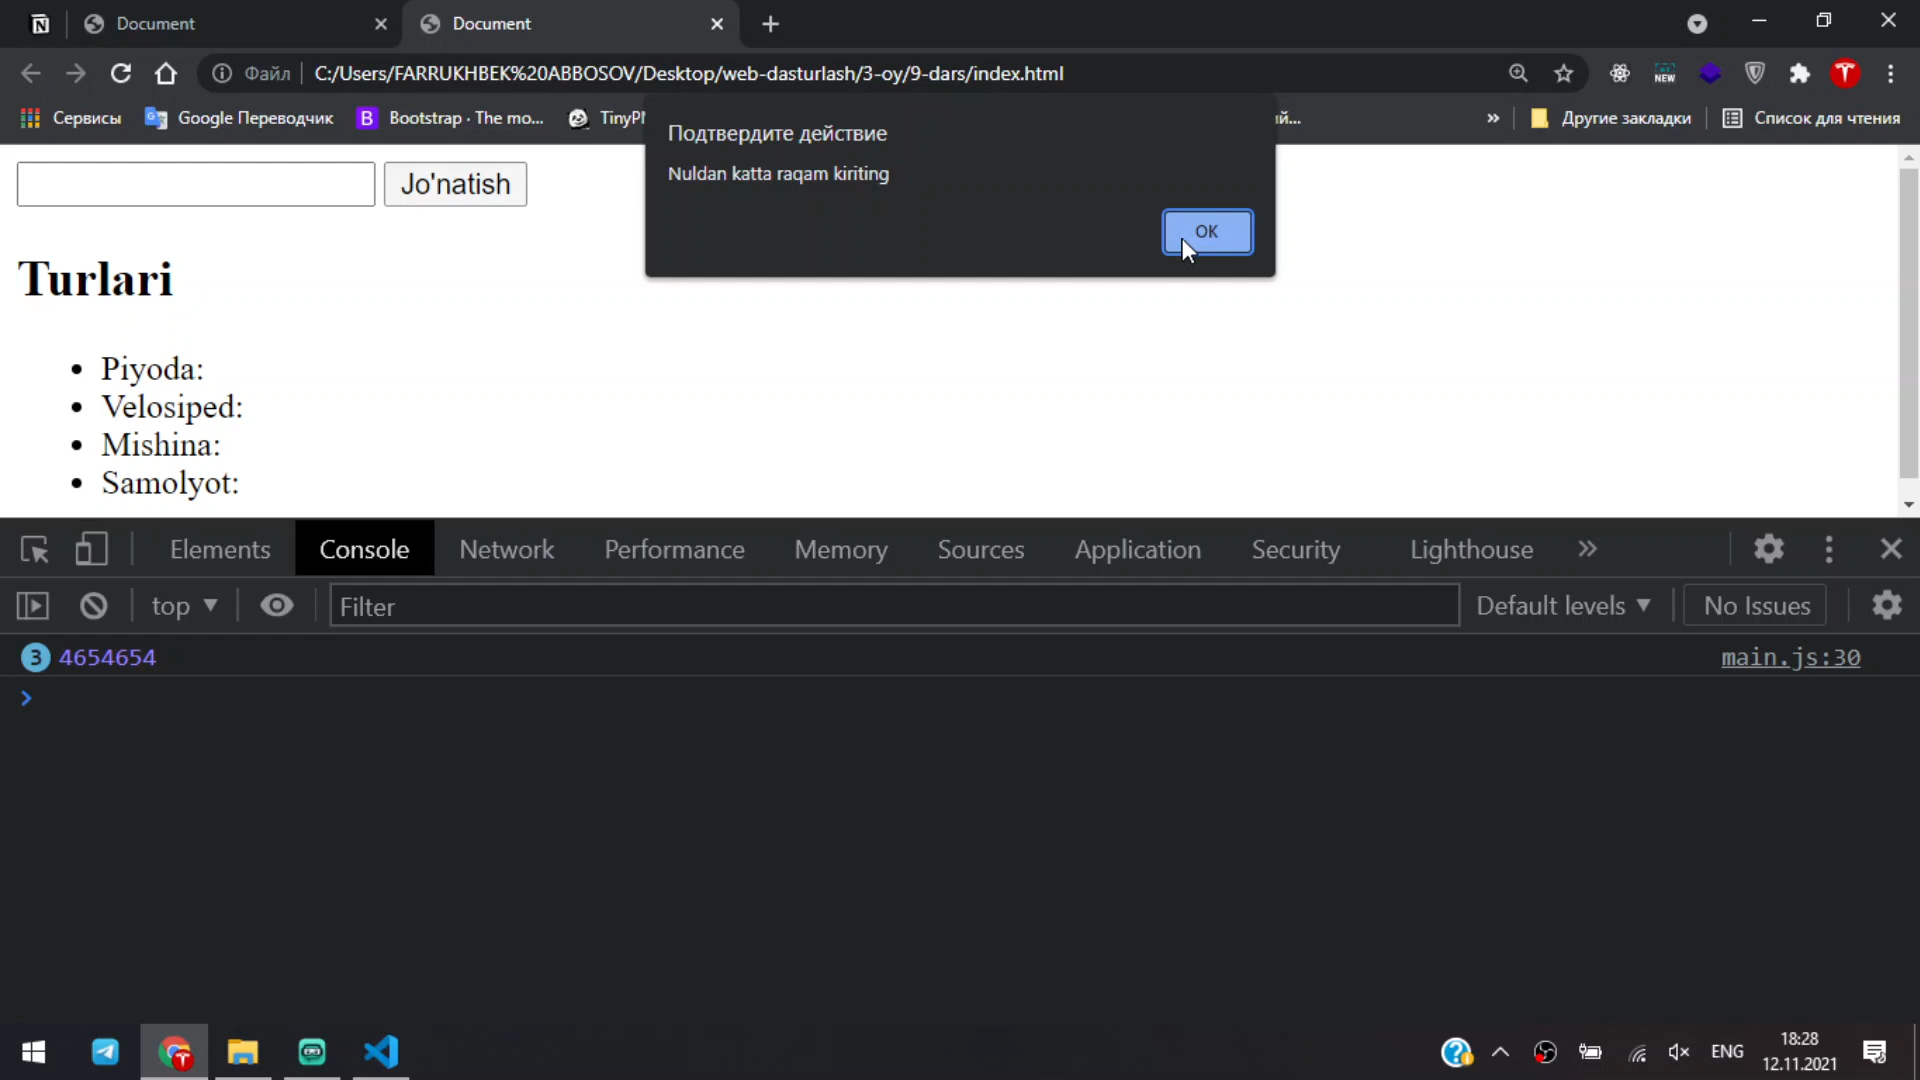 Document
Document
Файл
C:/Users/FARRUKHBEK%20ABBOSOV/Desktop/web-dasturlash/3-oy/9-dars/index.html
NEW
T
Сервисы
Google Переводчик
B
Bootstrap · The mo...
TinyPN
ий...
»
Другие закладки
Список для чтения
Подтвердите действие
Nuldan katta raqam kiriting
OK
Jo'natish
Turlari
• Piyoda:
• Velosiped:
• Mishina:
• Samolyot:
Elements
Console
Network
Performance
Memory
Sources
Application
Security
Lighthouse
»
top
Filter
Default levels
No Issues
3 4654654
main.js:30
ENG
18:28
12.11.2021